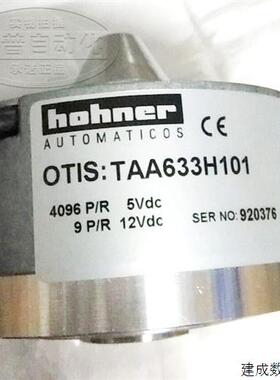 hohner
AUTOMATICOS CE
OTIS: TAA633H101
4096 P/R 5Vdc
9 P/R 12Vdc SER NO: 920376
建成数